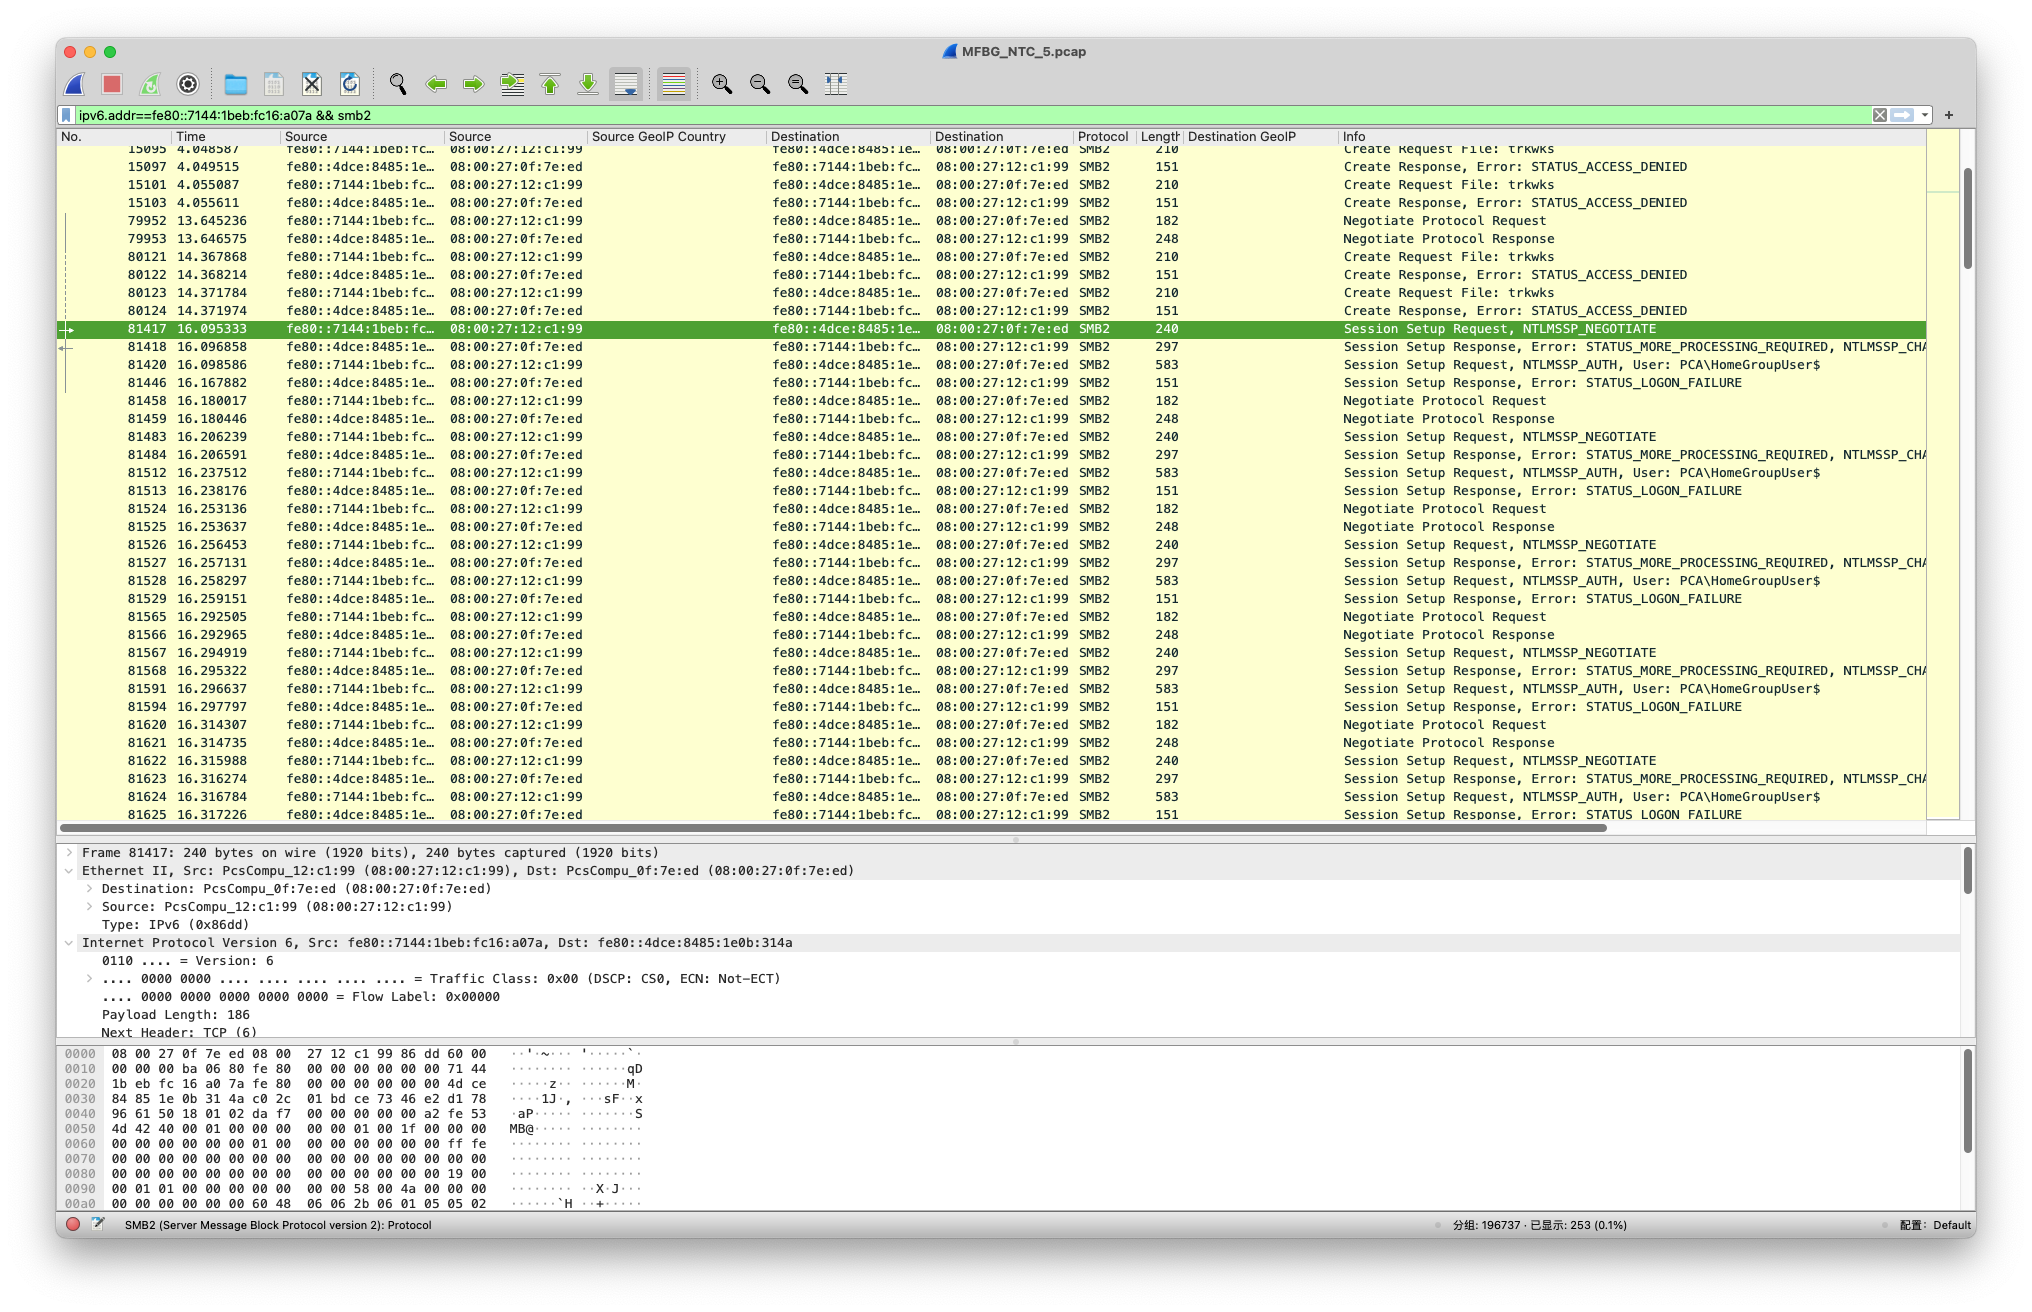 MFBG_NTC_5.pcap
ipv6.addr==fe80::7144:1beb:fc16:a07a && smb2
No. Time Source Source Source GeoIP Country Destination Destination Protocol Length Destination GeoIP Info
15095 4.048587 fe80::7144:1beb:fc… 08:00:27:12:c1:99 fe80::4dce:8485:1e… 08:00:27:0f:7e:ed SMB2 210 Create Request File: trkwks
15097 4.049515 fe80::4dce:8485:1e… 08:00:27:0f:7e:ed fe80::7144:1beb:fc… 08:00:27:12:c1:99 SMB2 151 Create Response, Error: STATUS_ACCESS_DENIED
15101 4.055087 fe80::7144:1beb:fc… 08:00:27:12:c1:99 fe80::4dce:8485:1e… 08:00:27:0f:7e:ed SMB2 210 Create Request File: trkwks
15103 4.055611 fe80::4dce:8485:1e… 08:00:27:0f:7e:ed fe80::7144:1beb:fc… 08:00:27:12:c1:99 SMB2 151 Create Response, Error: STATUS_ACCESS_DENIED
79952 13.645236 fe80::7144:1beb:fc… 08:00:27:12:c1:99 fe80::4dce:8485:1e… 08:00:27:0f:7e:ed SMB2 182 Negotiate Protocol Request
79953 13.646575 fe80::4dce:8485:1e… 08:00:27:0f:7e:ed fe80::7144:1beb:fc… 08:00:27:12:c1:99 SMB2 248 Negotiate Protocol Response
80121 14.367868 fe80::7144:1beb:fc… 08:00:27:12:c1:99 fe80::4dce:8485:1e… 08:00:27:0f:7e:ed SMB2 210 Create Request File: trkwks
80122 14.368214 fe80::4dce:8485:1e… 08:00:27:0f:7e:ed fe80::7144:1beb:fc… 08:00:27:12:c1:99 SMB2 151 Create Response, Error: STATUS_ACCESS_DENIED
80123 14.371784 fe80::7144:1beb:fc… 08:00:27:12:c1:99 fe80::4dce:8485:1e… 08:00:27:0f:7e:ed SMB2 210 Create Request File: trkwks
80124 14.371974 fe80::4dce:8485:1e… 08:00:27:0f:7e:ed fe80::7144:1beb:fc… 08:00:27:12:c1:99 SMB2 151 Create Response, Error: STATUS_ACCESS_DENIED
81417 16.095333 fe80::7144:1beb:fc… 08:00:27:12:c1:99 fe80::4dce:8485:1e… 08:00:27:0f:7e:ed SMB2 240 Session Setup Request, NTLMSSP_NEGOTIATE
81418 16.096858 fe80::4dce:8485:1e… 08:00:27:0f:7e:ed fe80::7144:1beb:fc… 08:00:27:12:c1:99 SMB2 297 Session Setup Response, Error: STATUS_MORE_PROCESSING_REQUIRED, NTLMSSP_CHA
81420 16.098586 fe80::7144:1beb:fc… 08:00:27:12:c1:99 fe80::4dce:8485:1e… 08:00:27:0f:7e:ed SMB2 583 Session Setup Request, NTLMSSP_AUTH, User: PCA\HomeGroupUser$
81446 16.167882 fe80::4dce:8485:1e… 08:00:27:0f:7e:ed fe80::7144:1beb:fc… 08:00:27:12:c1:99 SMB2 151 Session Setup Response, Error: STATUS_LOGON_FAILURE
81458 16.180017 fe80::7144:1beb:fc… 08:00:27:12:c1:99 fe80::4dce:8485:1e… 08:00:27:0f:7e:ed SMB2 182 Negotiate Protocol Request
81459 16.180446 fe80::4dce:8485:1e… 08:00:27:0f:7e:ed fe80::7144:1beb:fc… 08:00:27:12:c1:99 SMB2 248 Negotiate Protocol Response
81483 16.206239 fe80::7144:1beb:fc… 08:00:27:12:c1:99 fe80::4dce:8485:1e… 08:00:27:0f:7e:ed SMB2 240 Session Setup Request, NTLMSSP_NEGOTIATE
81484 16.206591 fe80::4dce:8485:1e… 08:00:27:0f:7e:ed fe80::7144:1beb:fc… 08:00:27:12:c1:99 SMB2 297 Session Setup Response, Error: STATUS_MORE_PROCESSING_REQUIRED, NTLMSSP_CHA
81512 16.237512 fe80::7144:1beb:fc… 08:00:27:12:c1:99 fe80::4dce:8485:1e… 08:00:27:0f:7e:ed SMB2 583 Session Setup Request, NTLMSSP_AUTH, User: PCA\HomeGroupUser$
81513 16.238176 fe80::4dce:8485:1e… 08:00:27:0f:7e:ed fe80::7144:1beb:fc… 08:00:27:12:c1:99 SMB2 151 Session Setup Response, Error: STATUS_LOGON_FAILURE
81524 16.253136 fe80::7144:1beb:fc… 08:00:27:12:c1:99 fe80::4dce:8485:1e… 08:00:27:0f:7e:ed SMB2 182 Negotiate Protocol Request
81525 16.253637 fe80::4dce:8485:1e… 08:00:27:0f:7e:ed fe80::7144:1beb:fc… 08:00:27:12:c1:99 SMB2 248 Negotiate Protocol Response
81526 16.256453 fe80::7144:1beb:fc… 08:00:27:12:c1:99 fe80::4dce:8485:1e… 08:00:27:0f:7e:ed SMB2 240 Session Setup Request, NTLMSSP_NEGOTIATE
81527 16.257131 fe80::4dce:8485:1e… 08:00:27:0f:7e:ed fe80::7144:1beb:fc… 08:00:27:12:c1:99 SMB2 297 Session Setup Response, Error: STATUS_MORE_PROCESSING_REQUIRED, NTLMSSP_CHA
81528 16.258297 fe80::7144:1beb:fc… 08:00:27:12:c1:99 fe80::4dce:8485:1e… 08:00:27:0f:7e:ed SMB2 583 Session Setup Request, NTLMSSP_AUTH, User: PCA\HomeGroupUser$
81529 16.259151 fe80::4dce:8485:1e… 08:00:27:0f:7e:ed fe80::7144:1beb:fc… 08:00:27:12:c1:99 SMB2 151 Session Setup Response, Error: STATUS_LOGON_FAILURE
81565 16.292505 fe80::7144:1beb:fc… 08:00:27:12:c1:99 fe80::4dce:8485:1e… 08:00:27:0f:7e:ed SMB2 182 Negotiate Protocol Request
81566 16.292965 fe80::4dce:8485:1e… 08:00:27:0f:7e:ed fe80::7144:1beb:fc… 08:00:27:12:c1:99 SMB2 248 Negotiate Protocol Response
81567 16.294919 fe80::7144:1beb:fc… 08:00:27:12:c1:99 fe80::4dce:8485:1e… 08:00:27:0f:7e:ed SMB2 240 Session Setup Request, NTLMSSP_NEGOTIATE
81568 16.295322 fe80::4dce:8485:1e… 08:00:27:0f:7e:ed fe80::7144:1beb:fc… 08:00:27:12:c1:99 SMB2 297 Session Setup Response, Error: STATUS_MORE_PROCESSING_REQUIRED, NTLMSSP_CHA
81591 16.296637 fe80::7144:1beb:fc… 08:00:27:12:c1:99 fe80::4dce:8485:1e… 08:00:27:0f:7e:ed SMB2 583 Session Setup Request, NTLMSSP_AUTH, User: PCA\HomeGroupUser$
81594 16.297797 fe80::4dce:8485:1e… 08:00:27:0f:7e:ed fe80::7144:1beb:fc… 08:00:27:12:c1:99 SMB2 151 Session Setup Response, Error: STATUS_LOGON_FAILURE
81620 16.314307 fe80::7144:1beb:fc… 08:00:27:12:c1:99 fe80::4dce:8485:1e… 08:00:27:0f:7e:ed SMB2 182 Negotiate Protocol Request
81621 16.314735 fe80::4dce:8485:1e… 08:00:27:0f:7e:ed fe80::7144:1beb:fc… 08:00:27:12:c1:99 SMB2 248 Negotiate Protocol Response
81622 16.315988 fe80::7144:1beb:fc… 08:00:27:12:c1:99 fe80::4dce:8485:1e… 08:00:27:0f:7e:ed SMB2 240 Session Setup Request, NTLMSSP_NEGOTIATE
81623 16.316274 fe80::4dce:8485:1e… 08:00:27:0f:7e:ed fe80::7144:1beb:fc… 08:00:27:12:c1:99 SMB2 297 Session Setup Response, Error: STATUS_MORE_PROCESSING_REQUIRED, NTLMSSP_CHA
81624 16.316784 fe80::7144:1beb:fc… 08:00:27:12:c1:99 fe80::4dce:8485:1e… 08:00:27:0f:7e:ed SMB2 583 Session Setup Request, NTLMSSP_AUTH, User: PCA\HomeGroupUser$
81625 16.317226 fe80::4dce:8485:1e… 08:00:27:0f:7e:ed fe80::7144:1beb:fc… 08:00:27:12:c1:99 SMB2 151 Session Setup Response, Error: STATUS_LOGON_FAILURE
Frame 81417: 240 bytes on wire (1920 bits), 240 bytes captured (1920 bits)
Ethernet II, Src: PcsCompu_12:c1:99 (08:00:27:12:c1:99), Dst: PcsCompu_0f:7e:ed (08:00:27:0f:7e:ed)
Destination: PcsCompu_0f:7e:ed (08:00:27:0f:7e:ed)
Source: PcsCompu_12:c1:99 (08:00:27:12:c1:99)
Type: IPv6 (0x86dd)
Internet Protocol Version 6, Src: fe80::7144:1beb:fc16:a07a, Dst: fe80::4dce:8485:1e0b:314a
0110 .... = Version: 6
.... 0000 0000 .... .... .... .... .... = Traffic Class: 0x00 (DSCP: CS0, ECN: Not-ECT)
.... 0000 0000 0000 0000 0000 = Flow Label: 0x00000
Payload Length: 186
Next Header: TCP (6)
0000 08 00 27 0f 7e ed 08 00 27 12 c1 99 86 dd 60 00 ··'·~··· '·····`·
0010 00 00 00 ba 06 80 fe 80 00 00 00 00 00 00 71 44 ········ ······qD
0020 1b eb fc 16 a0 7a fe 80 00 00 00 00 00 00 4d ce ·····z·· ······M·
0030 84 85 1e 0b 31 4a c0 2c 01 bd ce 73 46 e2 d1 78 ····1J·, ···sF··x
0040 96 61 50 18 01 02 da f7 00 00 00 00 00 a2 fe 53 ·aP····· ·······S
0050 4d 42 40 00 01 00 00 00 00 00 01 00 1f 00 00 00 MB@····· ········
0060 00 00 00 00 00 00 01 00 00 00 00 00 00 00 ff fe ········ ········
0070 00 00 00 00 00 00 00 00 00 00 00 00 00 00 00 00 ········ ········
0080 00 00 00 00 00 00 00 00 00 00 00 00 00 00 19 00 ········ ········
0090 00 01 01 00 00 00 00 00 00 00 58 00 4a 00 00 00 ········ ··X·J···
00a0 00 00 00 00 00 00 60 48 06 06 2b 06 01 05 05 02 ······`H ··+·····
SMB2 (Server Message Block Protocol version 2): Protocol
分组: 196737 · 已显示: 253 (0.1%)
配置: Default